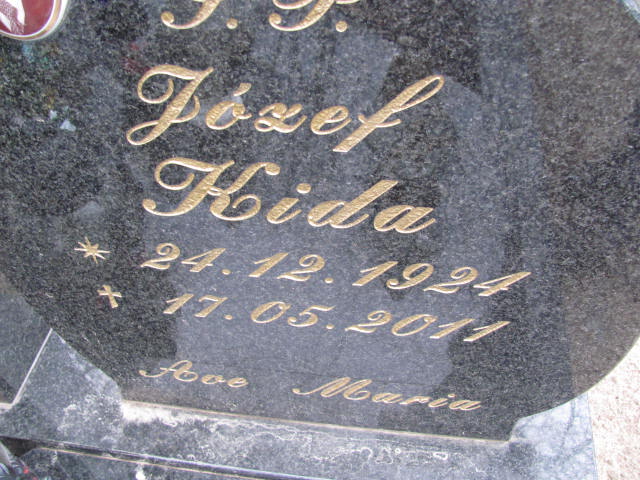 Ś. P.
Józef
Kida
* 24. 12. 1924
+ 17. 05. 2011
Ave Maria